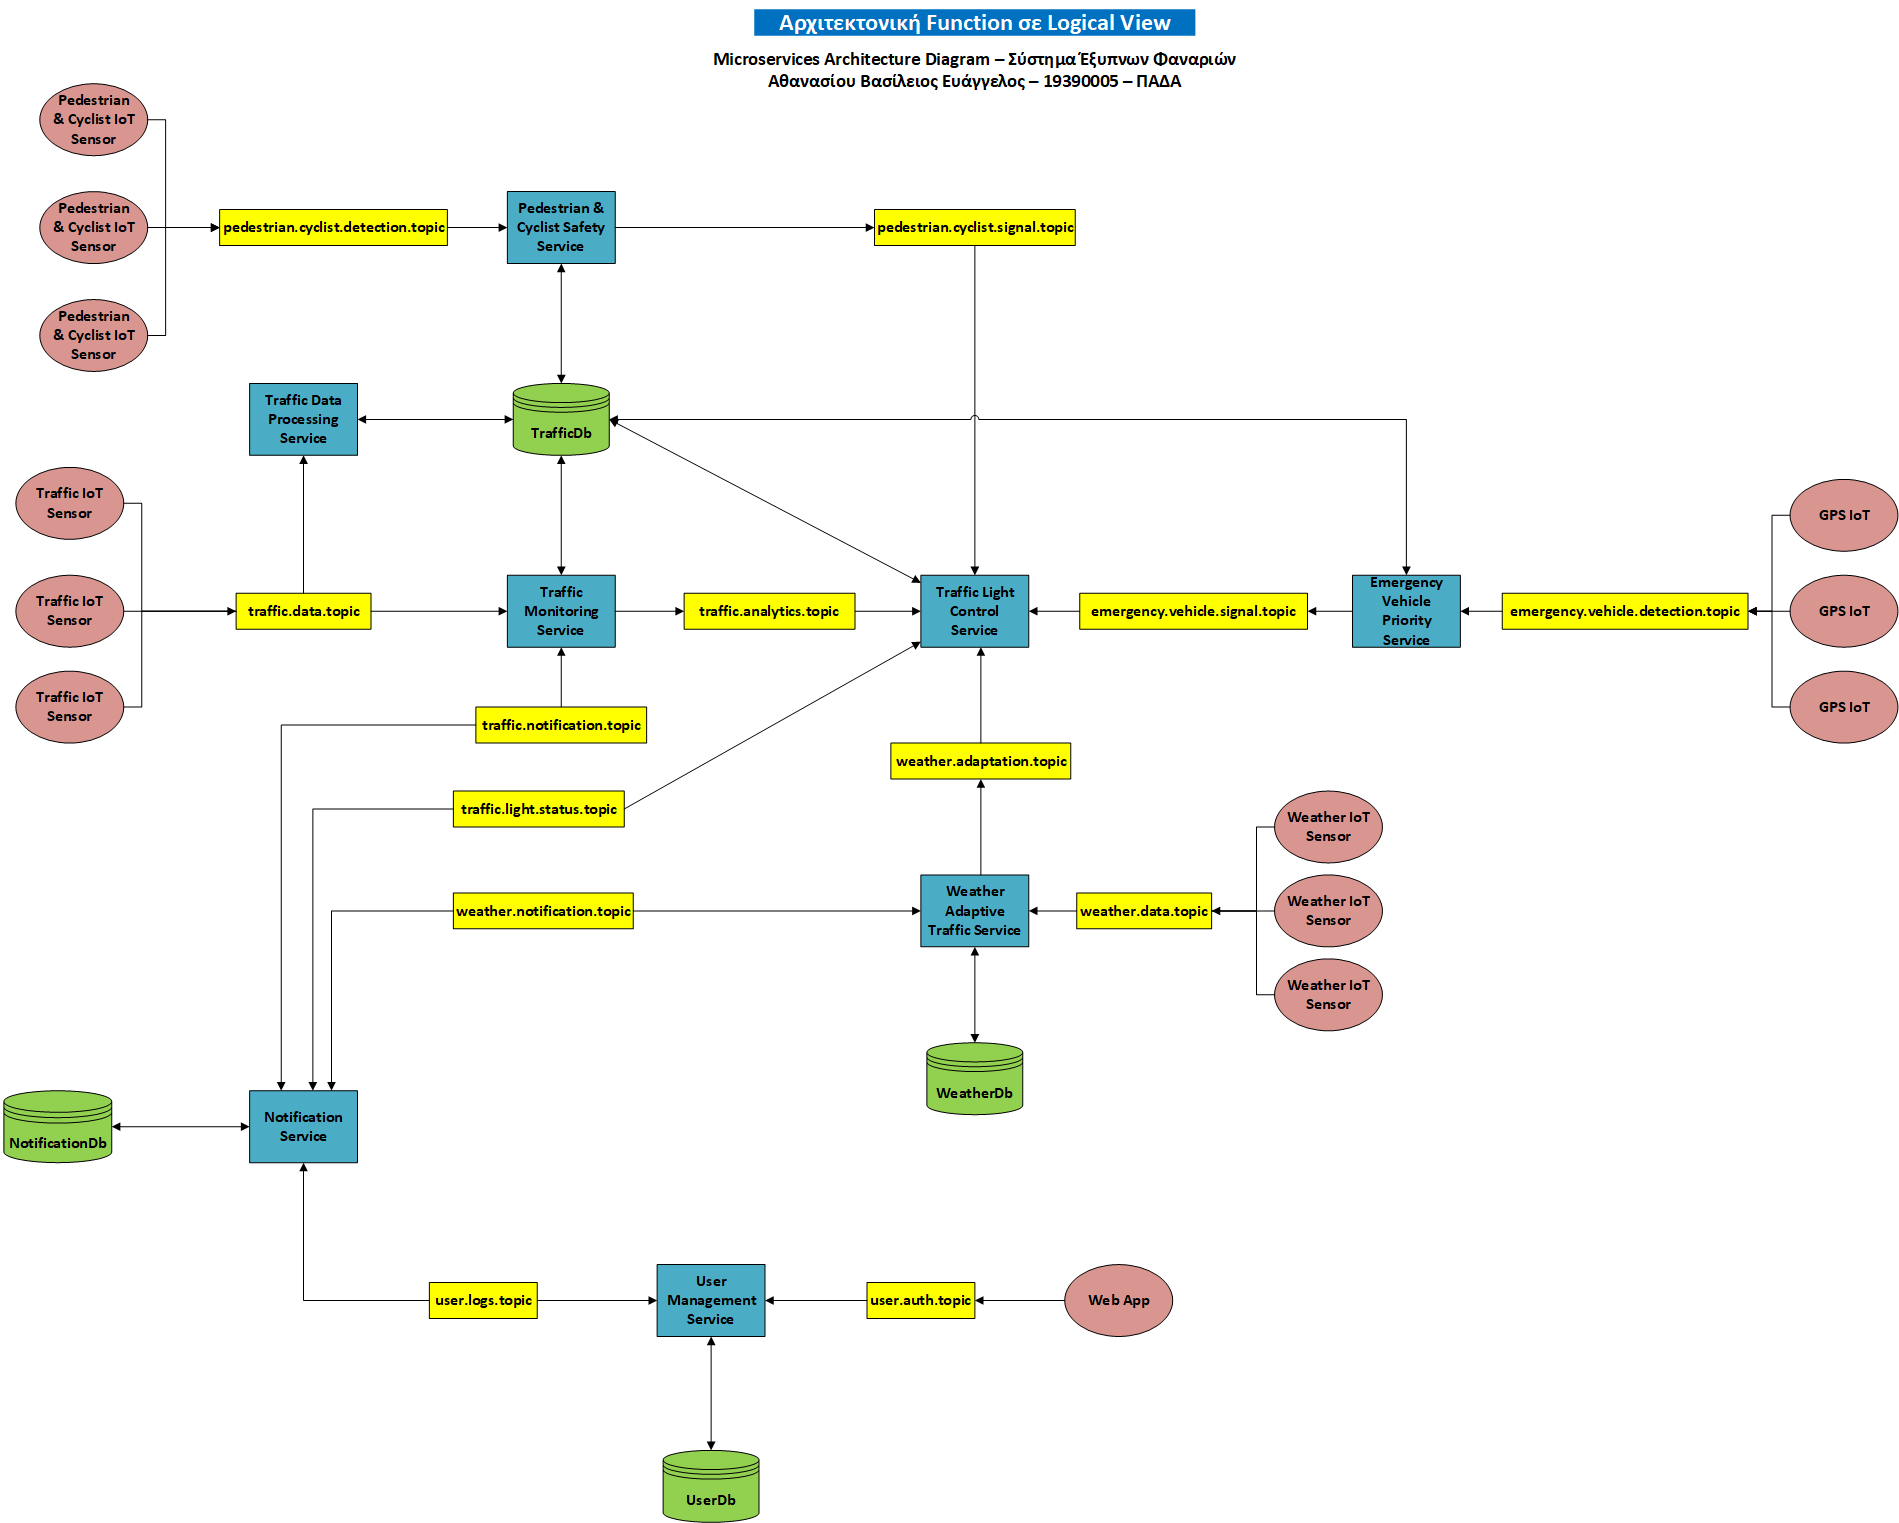 Αρχιτεκτονική Function σε Logical View
Microservices Architecture Diagram – Σύστημα Έξυπνων Φαναριών
Αθανασίου Βασίλειος Ευάγγελος – 19390005 – ΠΑΔΑ
Pedestrian
& Cyclist IoT
Sensor
Pedestrian
& Cyclist IoT
Sensor
pedestrian.cyclist.detection.topic
Pedestrian &
Cyclist Safety
Service
pedestrian.cyclist.signal.topic
Pedestrian
& Cyclist IoT
Sensor
Traffic Data
Processing
Service
TrafficDb
Traffic IoT
Sensor
GPS IoT
Traffic IoT
Sensor
traffic.data.topic
Traffic
Monitoring
Service
traffic.analytics.topic
Traffic Light
Control
Service
emergency.vehicle.signal.topic
Emergency
Vehicle
Priority
Service
emergency.vehicle.detection.topic
GPS IoT
Traffic IoT
Sensor
GPS IoT
traffic.notification.topic
weather.adaptation.topic
traffic.light.status.topic
Weather IoT
Sensor
weather.notification.topic
Weather
Adaptive
Traffic Service
weather.data.topic
Weather IoT
Sensor
Weather IoT
Sensor
WeatherDb
NotificationDb
Notification
Service
user.logs.topic
User
Management
Service
user.auth.topic
Web App
UserDb